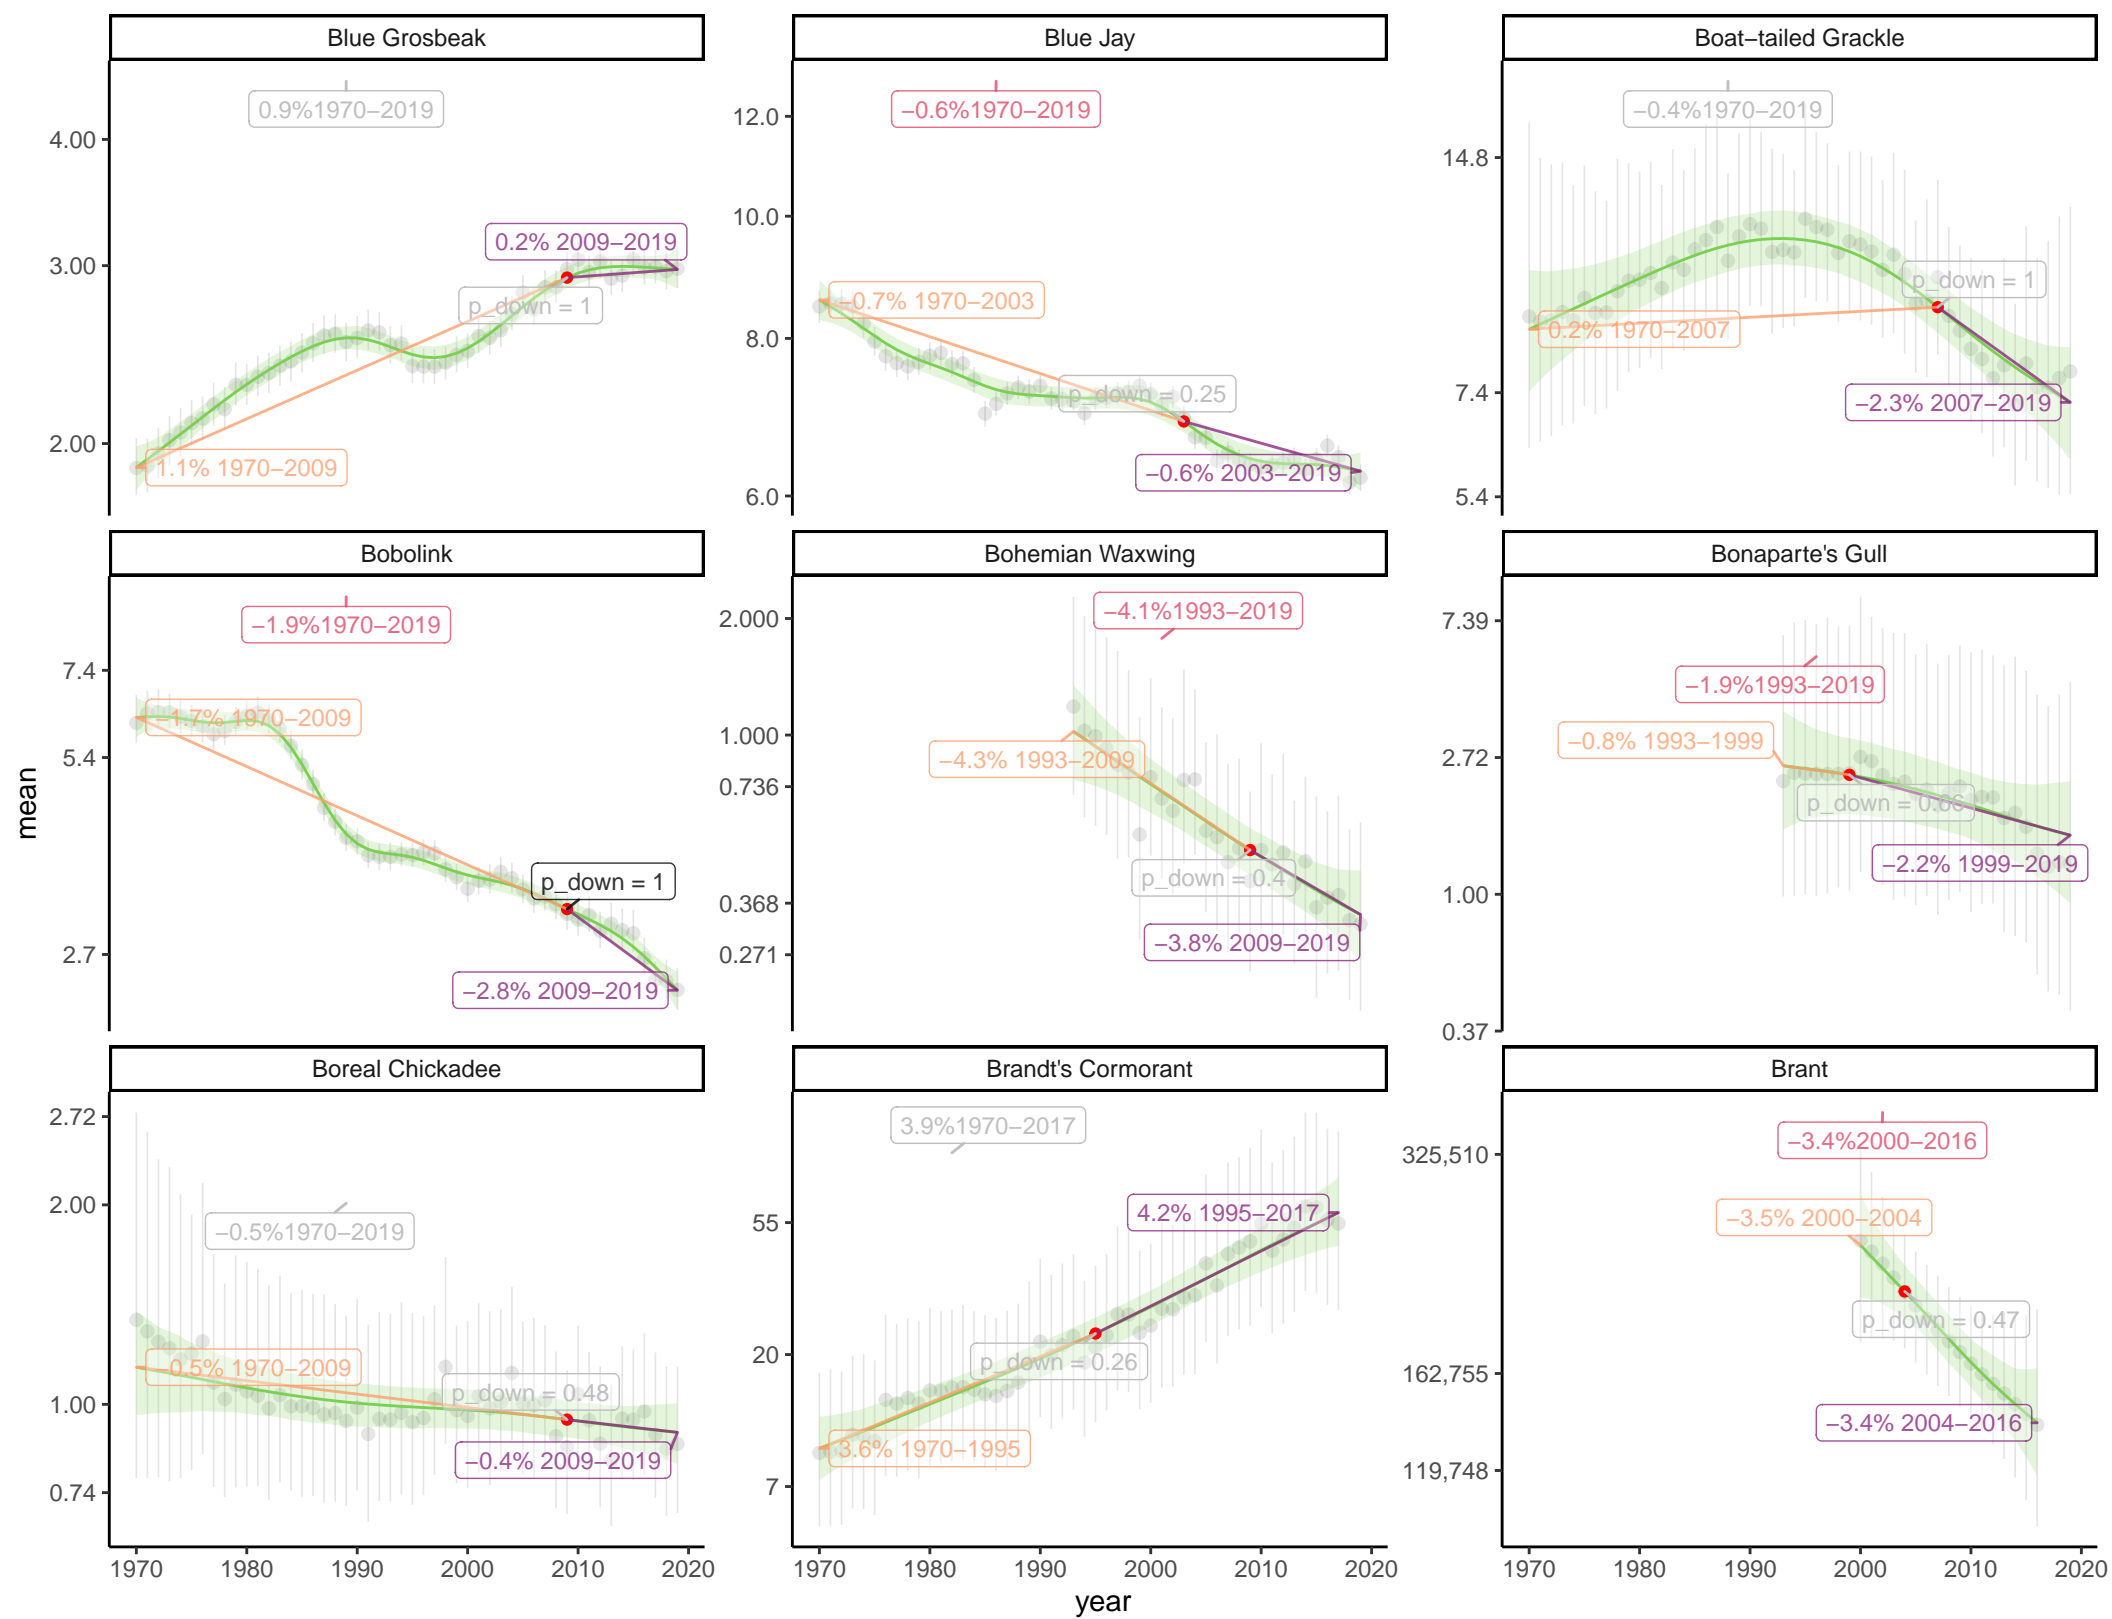 Blue Grosbeak
Blue Jay
Boat−tailed Grackle
0.9%1970−2019
−0.6%1970−2019
−0.4%1970−2019
4.00
3.00
2.00
12.0
10.0
8.0
6.0
14.8
7.4
5.4
0.2% 2009−2019
p_down = 1
1.1% 1970−2009
−0.7% 1970−2003
p_down = 0.25
−0.6% 2003−2019
p_down = 1
0.2% 1970−2007
−2.3% 2007−2019
Bobolink
Bohemian Waxwing
Bonaparte's Gull
−1.9%1970−2019
−4.1%1993−2019
−1.9%1993−2019
7.4
5.4
2.7
2.000
1.000
0.736
0.368
0.271
7.39
2.72
1.00
0.37
−1.7% 1970−2009
p_down = 1
−2.8% 2009−2019
−4.3% 1993−2009
p_down = 0.4
−3.8% 2009−2019
−0.8% 1993−1999
p_down = 0.66
−2.2% 1999−2019
mean
Boreal Chickadee
Brandt's Cormorant
Brant
−0.5%1970−2019
3.9%1970−2017
−3.4%2000−2016
2.72
2.00
1.00
0.74
55
20
7
325,510
162,755
119,748
−0.5% 1970−2009
p_down = 0.48
−0.4% 2009−2019
4.2% 1995−2017
p_down = 0.26
3.6% 1970−1995
−3.5% 2000−2004
p_down = 0.47
−3.4% 2004−2016
1970 1980 1990 2000 2010 2020
1970 1980 1990 2000 2010 2020
1970 1980 1990 2000 2010 2020
year